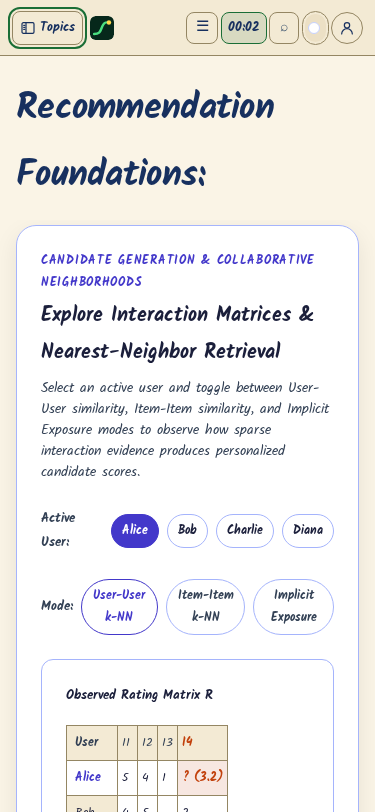 Topics
00:02
Recommendation
Foundations:
CANDIDATE GENERATION & COLLABORATIVE
NEIGHBORHOODS
Explore Interaction Matrices &
Nearest-Neighbor Retrieval
Select an active user and toggle between User-
User similarity, Item-Item similarity, and Implicit
Exposure modes to observe how sparse
interaction evidence produces personalized
candidate scores.
Active
User:
Alice Bob Charlie Diana
Mode:
User-User
k-NN
Item-Item
k-NN
Implicit
Exposure
Observed Rating Matrix R
User I1 I2 I3 I4
Alice 5 4 1 ? (3.2)